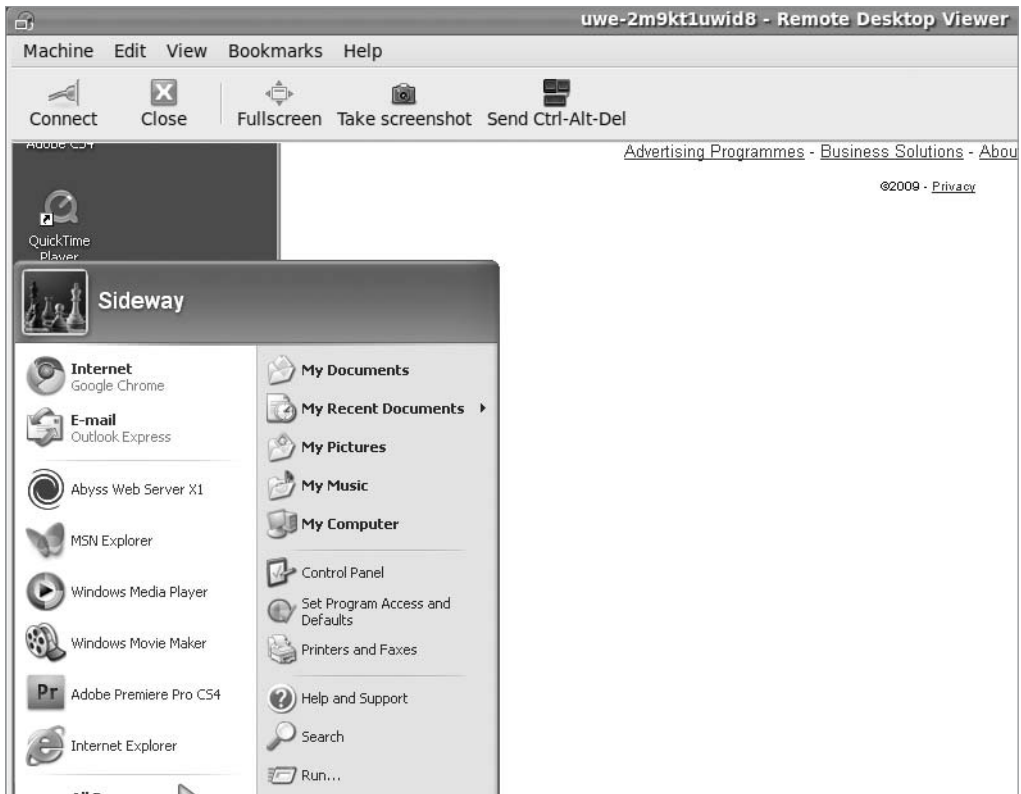 uwe-2m9kt1uwid8 - Remote Desktop Viewer
Machine Edit View Bookmarks Help
Connect Close Fullscreen Take screenshot Send Ctrl-Alt-Del
Adobe CS4
Advertising Programmes - Business Solutions - Abou
©2009 - Privacy
QuickTime
Player
Sideway
Internet
Google Chrome
E-mail
Outlook Express
Abyss Web Server X1
MSN Explorer
Windows Media Player
Windows Movie Maker
Pr Adobe Premiere Pro CS4
Internet Explorer
My Documents
My Recent Documents
My Pictures
My Music
My Computer
Control Panel
Set Program Access and
Defaults
Printers and Faxes
Help and Support
Search
Run...